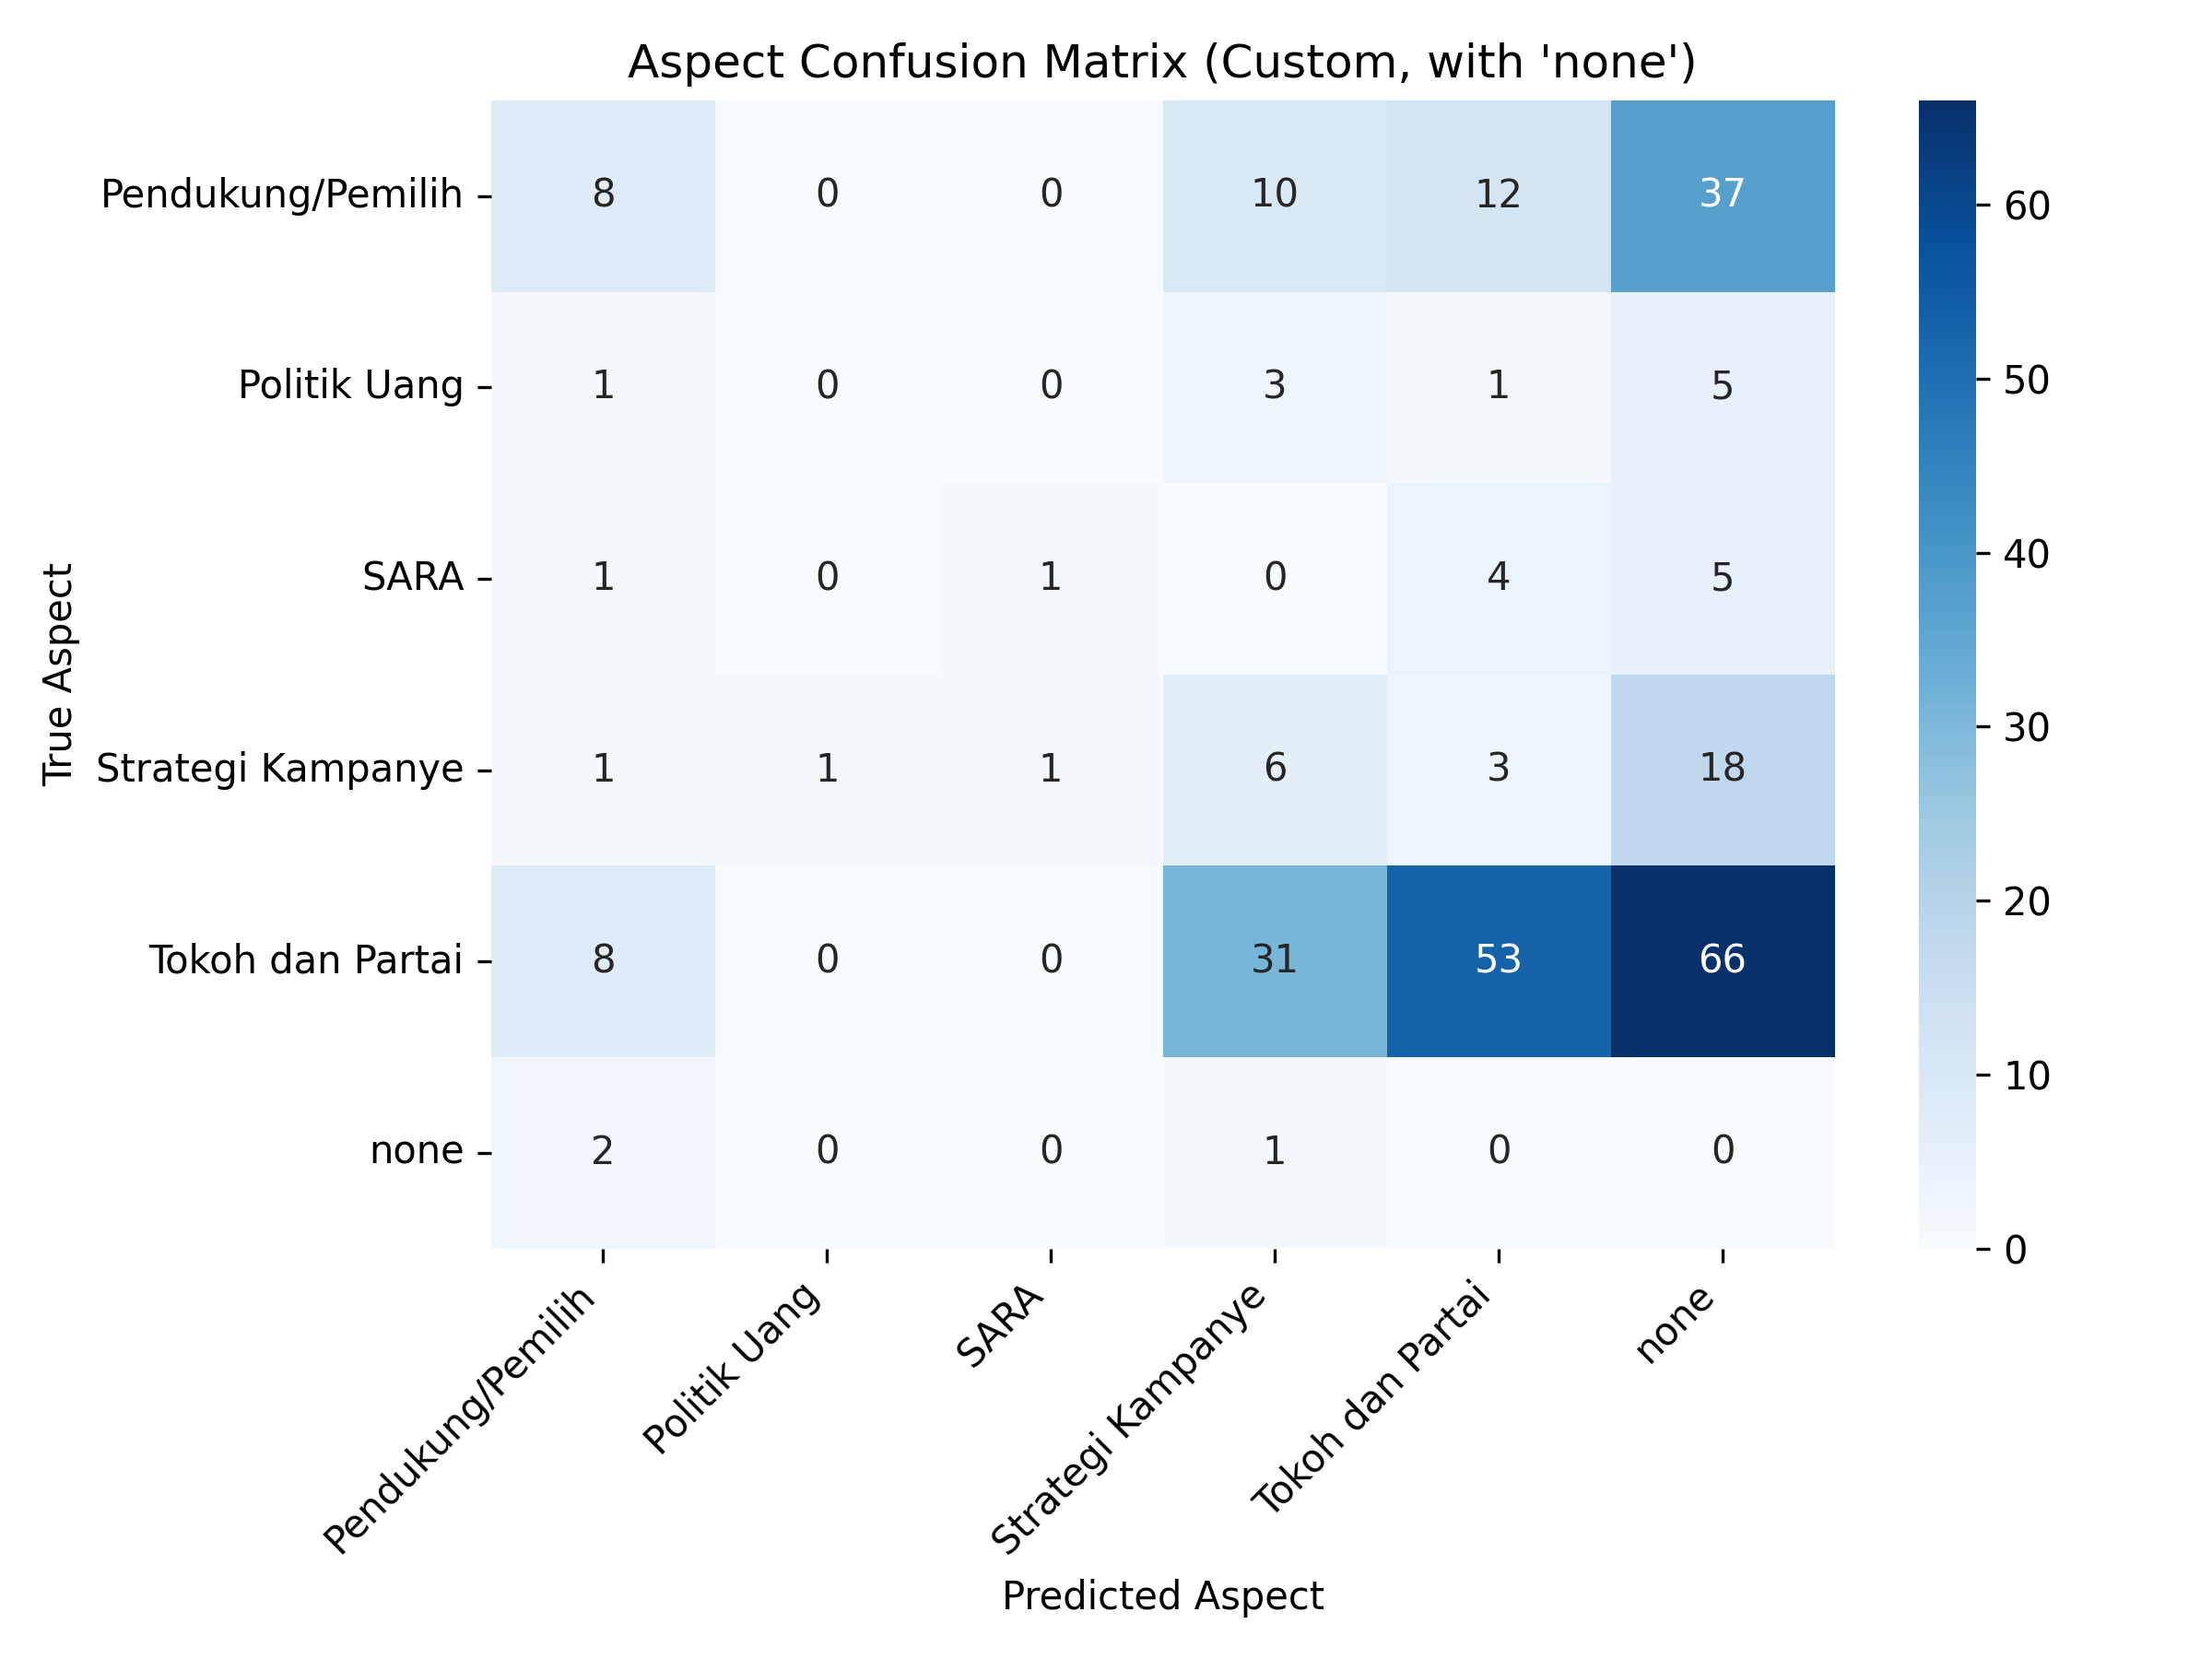 Aspect Confusion Matrix (Custom, with 'none')
True Aspect
Pendukung/Pemilih 8 0 0 10 12 37
Politik Uang 1 0 0 3 1 5
SARA 1 0 1 0 4 5
Strategi Kampanye 1 1 1 6 3 18
Tokoh dan Partai 8 0 0 31 53 66
none 2 0 0 1 0 0
Pendukung/Pemilih
Politik Uang
SARA
Strategi Kampanye
Tokoh dan Partai
none
Predicted Aspect
60
50
40
30
20
10
0